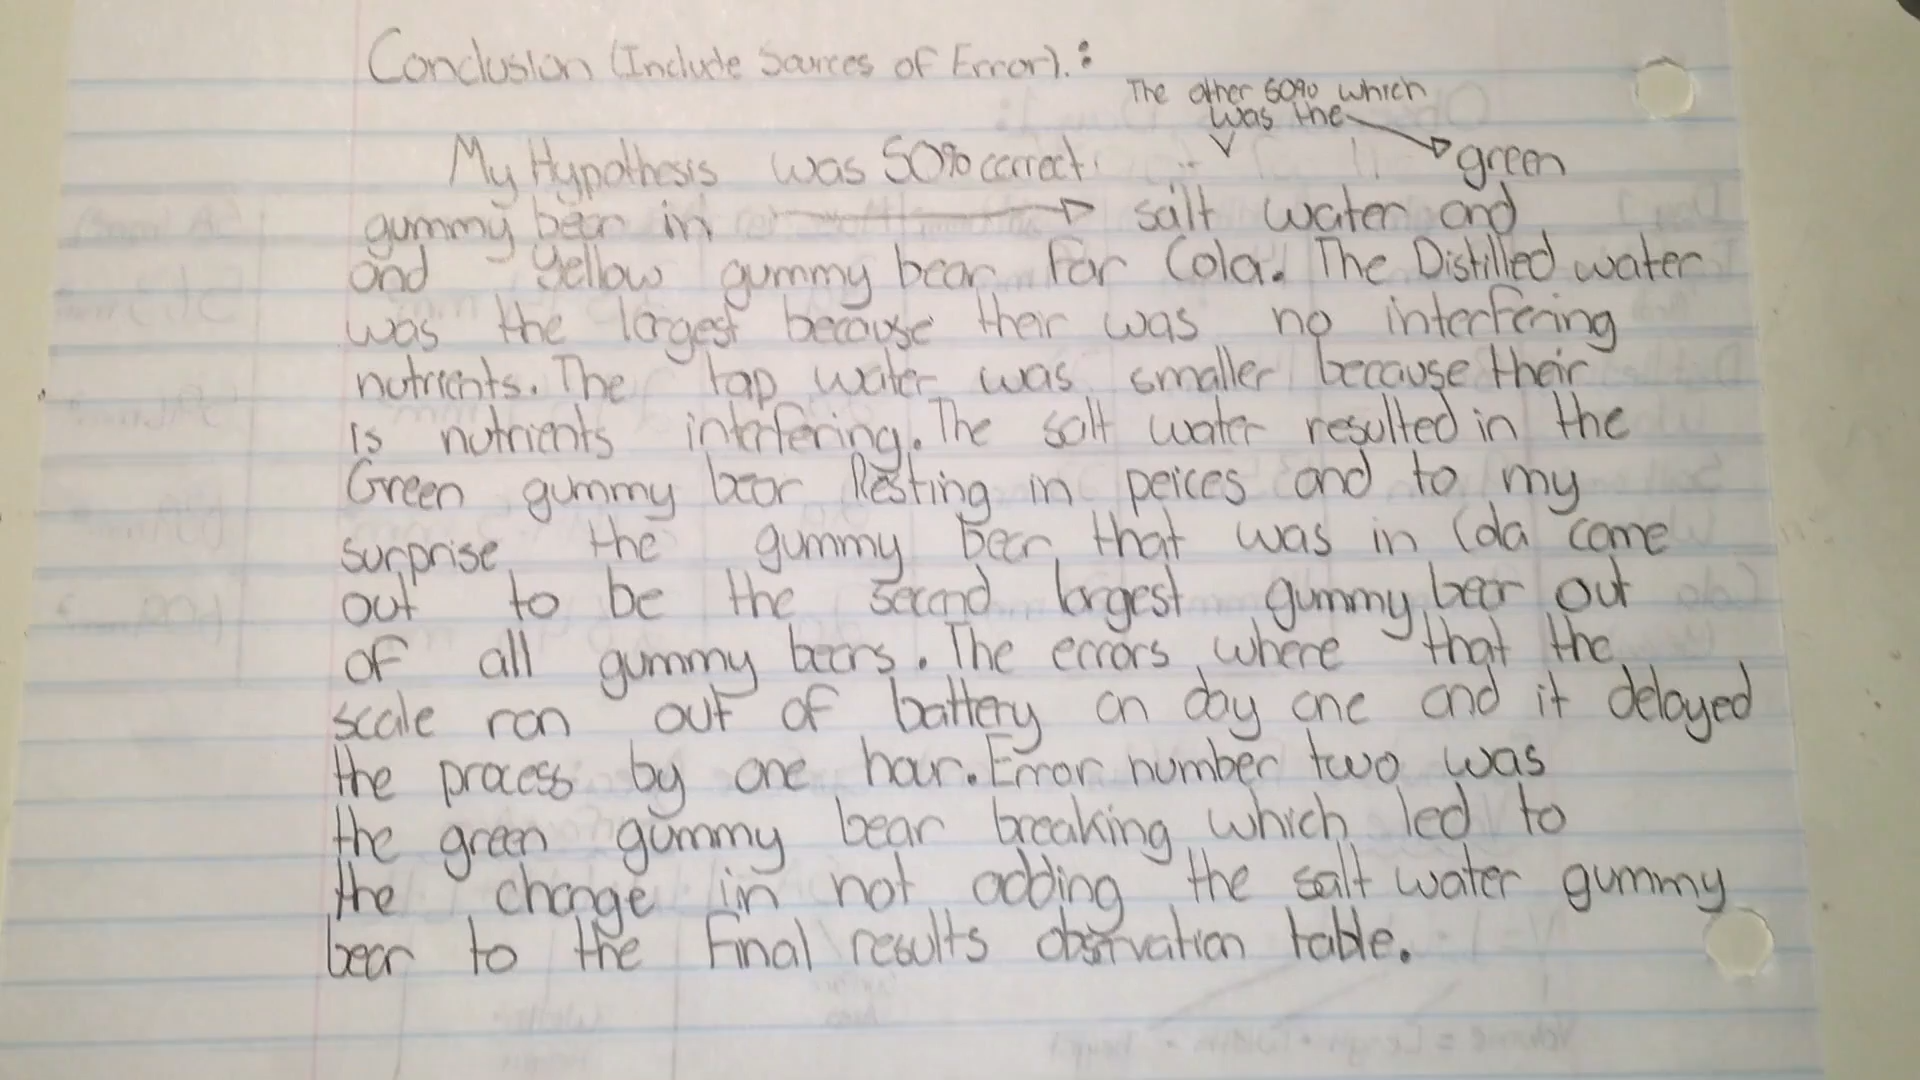 Conclusion (Include Sources of Error).:
The other 50% which
was the
My Hypothesis was 50% correct.
green
gummy bear in salt water and
and yellow gummy bear for Cola. The Distilled water
was the largest because their was no interfering
nutrients. The tap water was smaller because their
is nutrients interfering. The salt water resulted in the
Green gummy bear Resting in peices and to my
surprise the gummy bear that was in Cola came
out to be the second largest gummy bear out
of all gummy bears. The errors where that the
scale ran out of battery on day one and it delayed
the process by one hour. Error number two was
the green gummy bear breaking which led to
the change in not adding the salt water gummy
bear to the final results observation table.